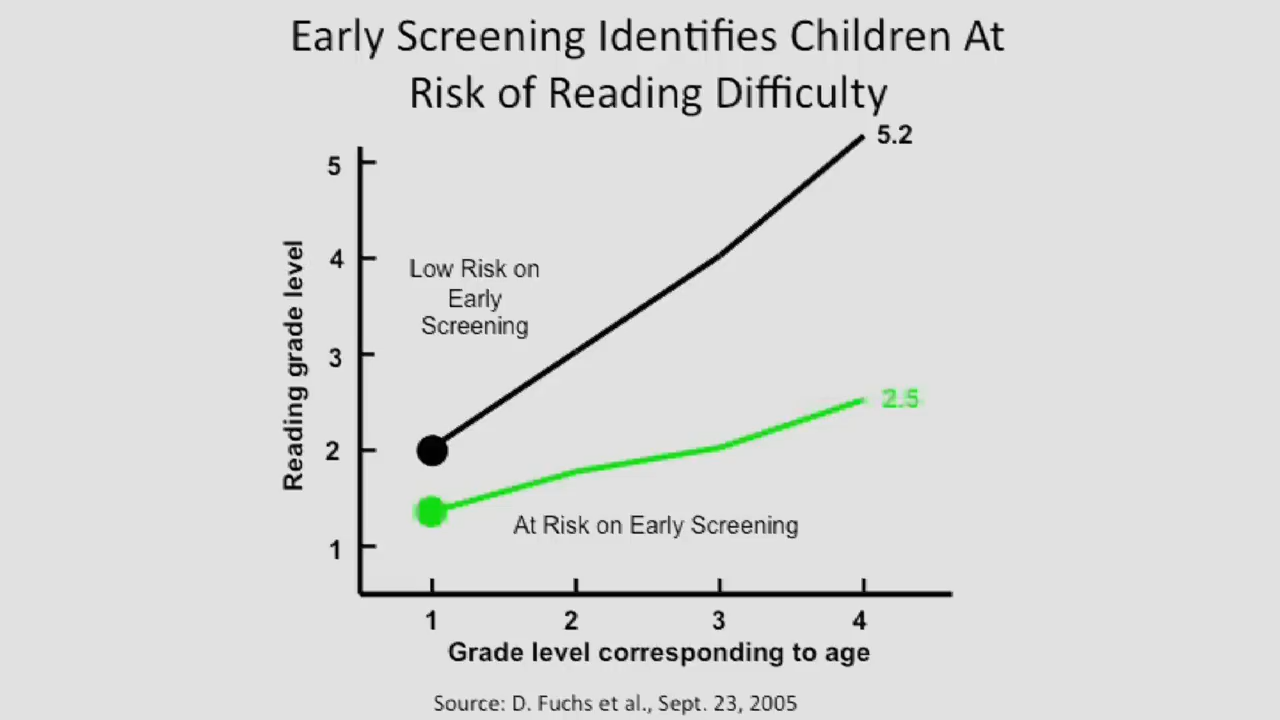 Early Screening Identifies Children At
Risk of Reading Difficulty
5.2
5
4
3
2
1
Reading grade level
Low Risk on
Early
Screening
2.5
At Risk on Early Screening
1 2 3 4
Grade level corresponding to age
Source: D. Fuchs et al., Sept. 23, 2005